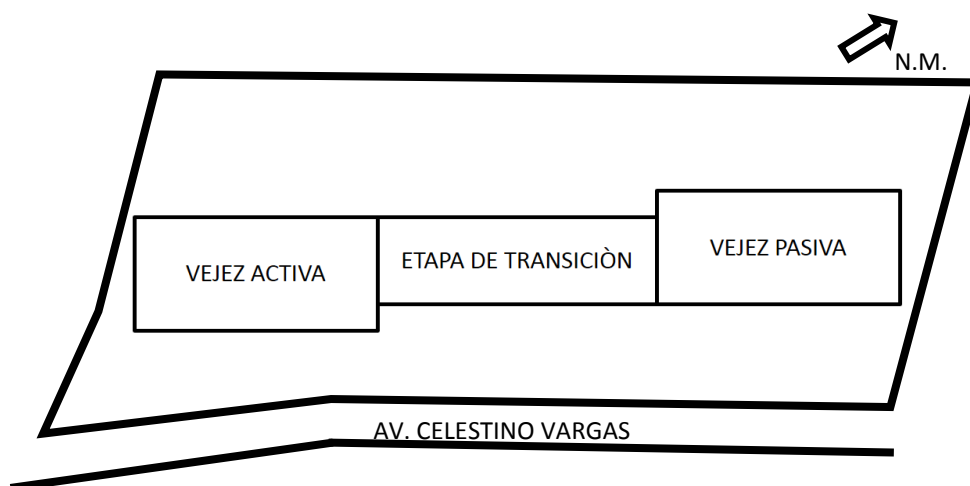 N.M.
VEJEZ ACTIVA
ETAPA DE TRANSICIÒN
VEJEZ PASIVA
AV. CELESTINO VARGAS